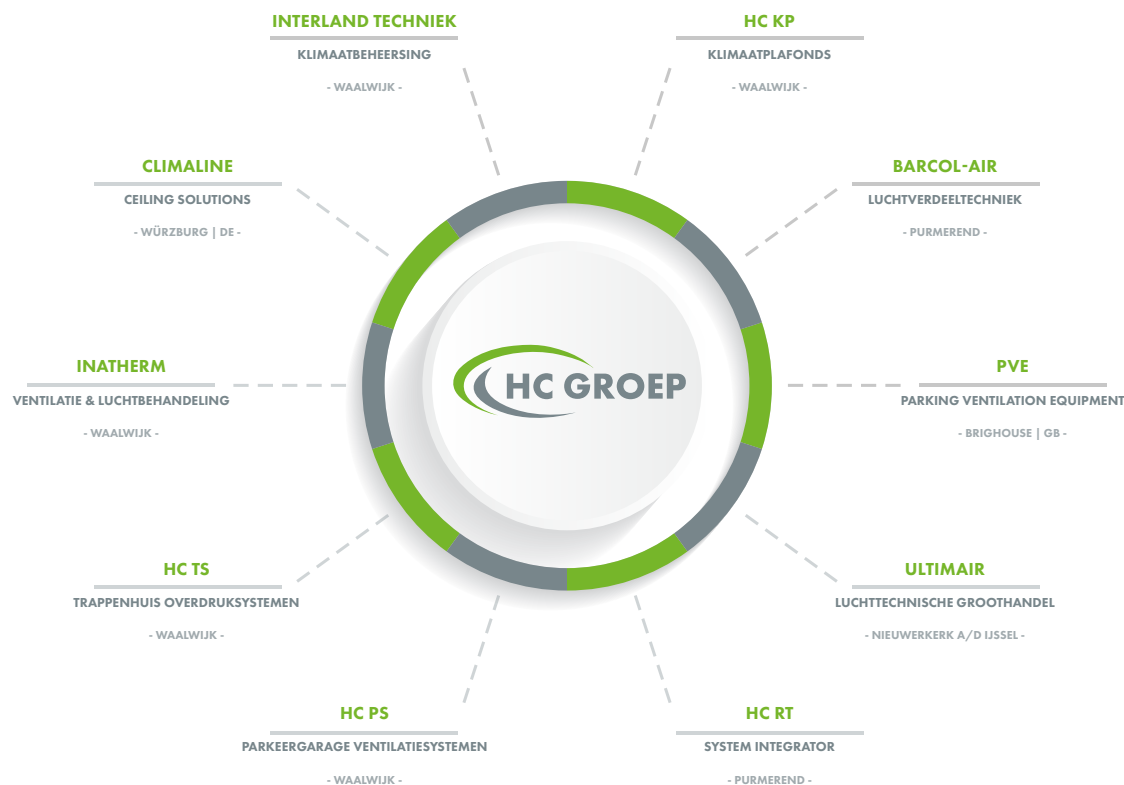 INTERLAND TECHNIEK
KLIMAATBEHEERSING
- WAALWIJK -
HC KP
KLIMAATPLAFONDS
- WAALWIJK -
CLIMALINE
CEILING SOLUTIONS
- WÜRZBURG | DE -
BARCOL-AIR
LUCHTVERDEELTECHNIEK
- PURMEREND -
INATHERM
VENTILATIE & LUCHTBEHANDELING
- WAALWIJK -
HC GROEP
PVE
PARKING VENTILATION EQUIPMENT
- BRIGHOUSE | GB -
HC TS
TRAPPENHUIS OVERDRUKSYSTEMEN
- WAALWIJK -
ULTIMAIR
LUCHTTECHNISCHE GROOTHANDEL
- NIEUWERKERK A/D IJSSEL -
HC PS
PARKEERGARAGE VENTILATIESYSTEMEN
- WAALWIJK -
HC RT
SYSTEM INTEGRATOR
- PURMEREND -